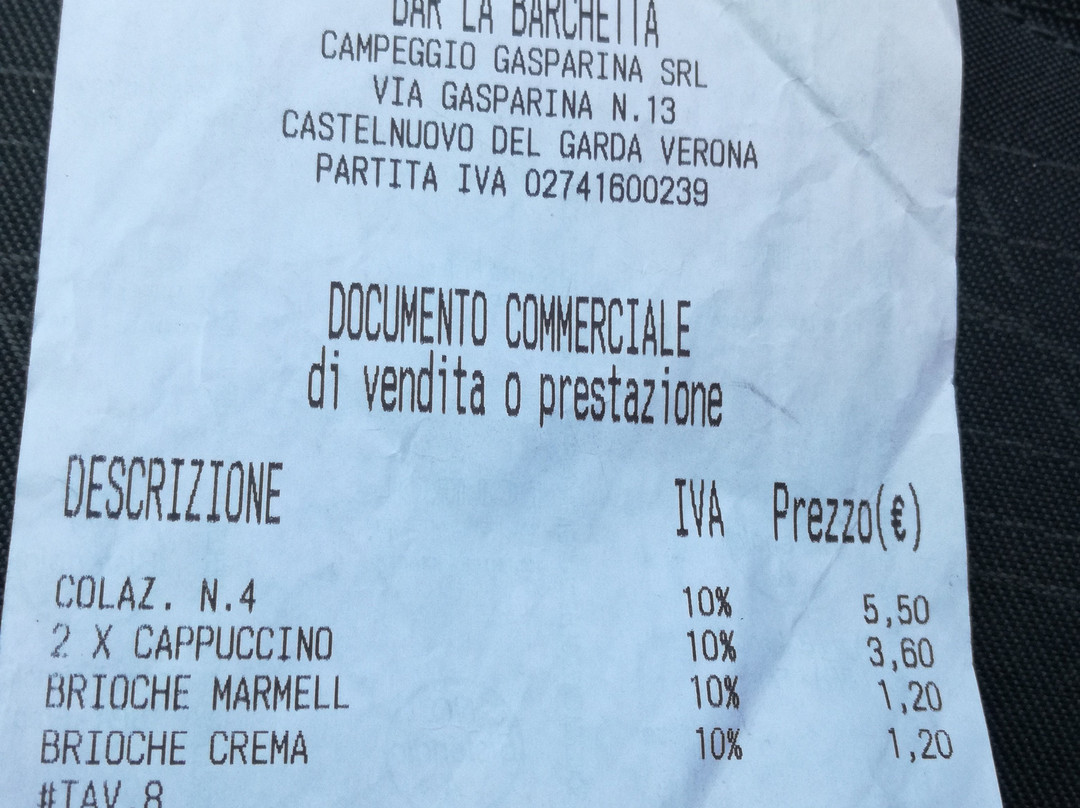 BAR LA BARCHETTA
CAMPEGGIO GASPARINA SRL
VIA GASPARINA N.13
CASTELNUOVO DEL GARDA VERONA
PARTITA IVA 02741600239
DOCUMENTO COMMERCIALE
di vendita o prestazione
DESCRIZIONE IVA Prezzo(€)
COLAZ. N.4 10% 5,50
2 X CAPPUCCINO 10% 3,60
BRIOCHE MARMELL 10% 1,20
BRIOCHE CREMA 10% 1,20
#TAV 8